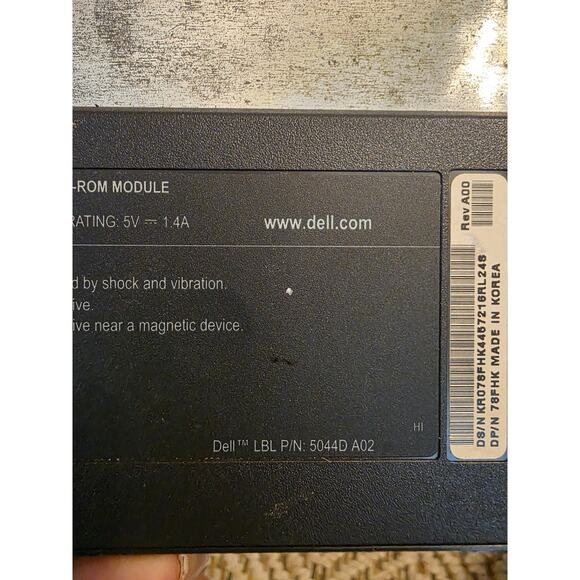 -ROM MODULE
RATING: 5V ⎓ 1.4A
www.dell.com
d by shock and vibration.
ive.
ive near a magnetic device.
HI
Dell™ LBL P/N: 5044D A02
Rev A00
DS/N KR078FHK4457216RL24S
DP/N 78FHK MADE IN KOREA